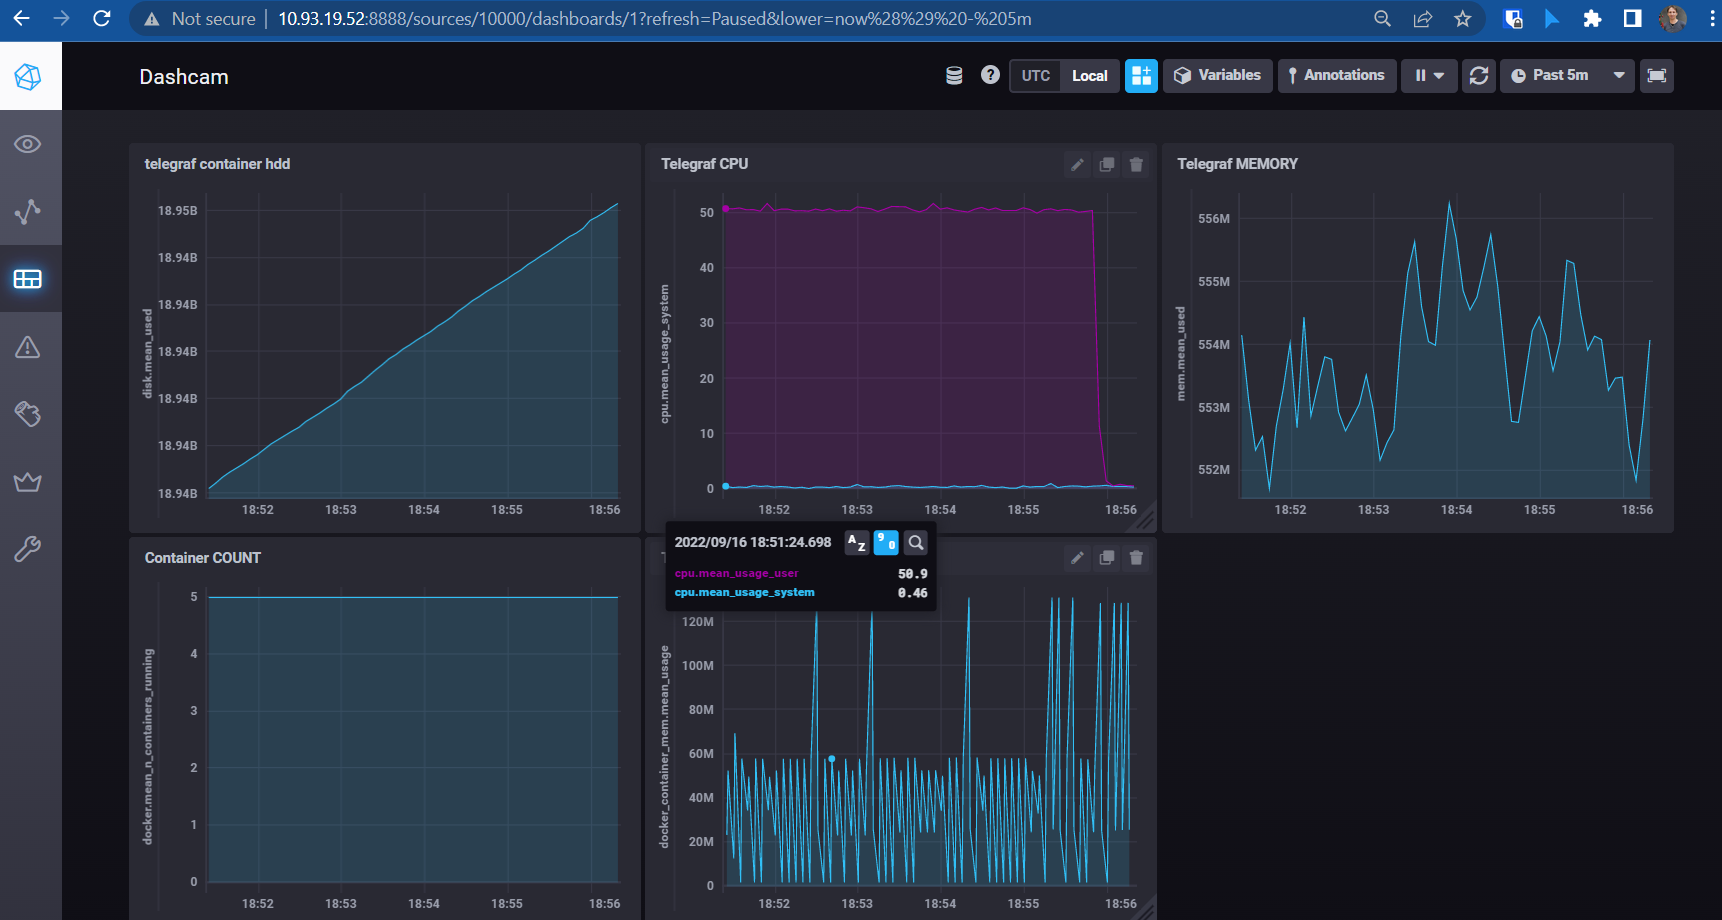 Not secure | 10.93.19.52:8888/sources/10000/dashboards/1?refresh=Paused&lower=now%28%29%20-%205m
Dashcam
? UTC Local Variables Annotations Past 5m
telegraf container hdd
disk.mean_used
18.95B
18.94B
18.94B
18.94B
18.94B
18.94B
18.94B
18:52 18:53 18:54 18:55 18:56
Telegraf CPU
cpu.mean_usage_system
50
40
30
20
10
0
18:52 18:53 18:54 18:55 18:56
Telegraf MEMORY
mem.mean_used
556M
555M
554M
553M
552M
18:52 18:53 18:54 18:55 18:56
2022/09/16 18:51:24.698 A Z 9 0
cpu.mean_usage_user 50.9
cpu.mean_usage_system 0.46
Container COUNT
docker.mean_n_containers_running
5
4
3
2
1
0
18:52 18:53 18:54 18:55 18:56
docker_container_mem.mean_usage
120M
100M
80M
60M
40M
20M
0
18:52 18:53 18:54 18:55 18:56